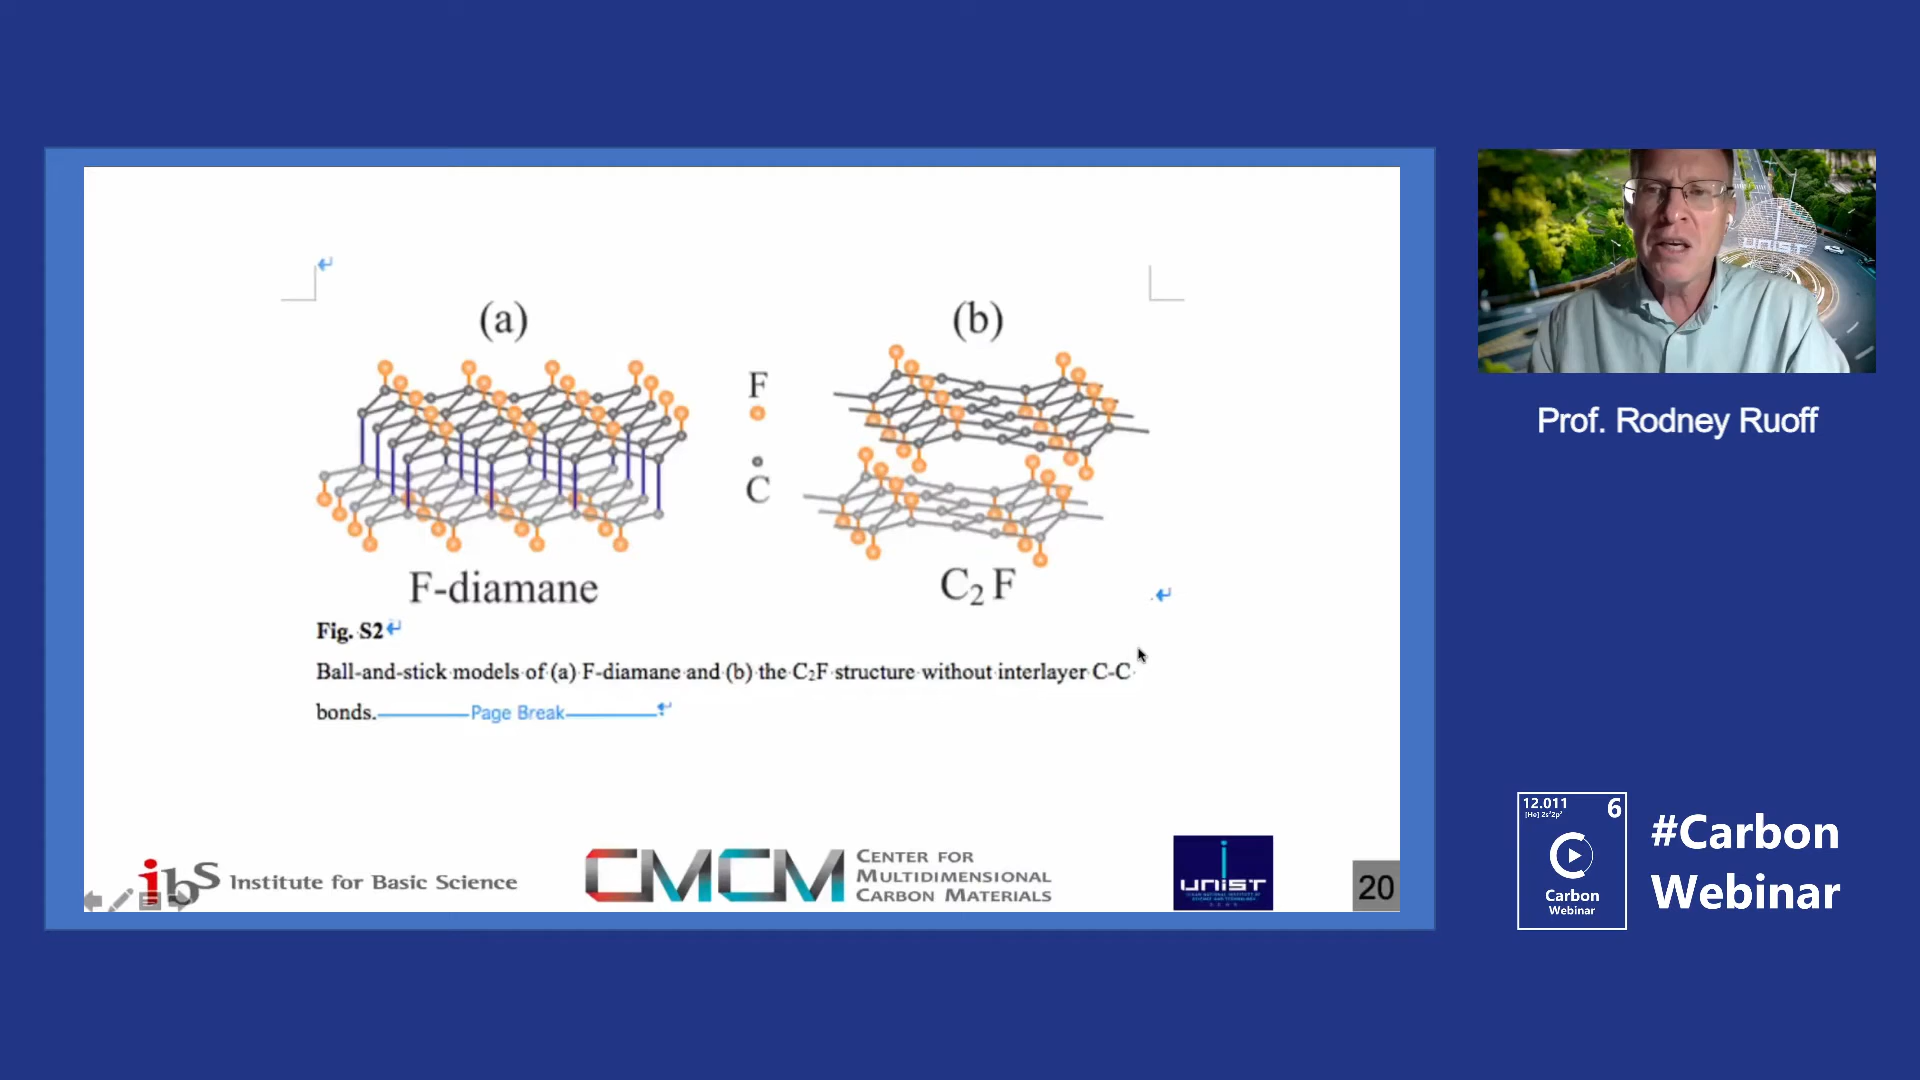 (a)
(b)
F
C
F-diamane
C₂ F
Fig. S2
Ball-and-stick models of (a) F-diamane and (b) the C₂F structure without interlayer C-C
bonds.
Page Break
ibS Institute for Basic Science
CMCM
CENTER FOR
MULTIDIMENSIONAL
CARBON MATERIALS
UNIST
20
UNIST
Prof. Rodney Ruoff
12.011 6
[He] 2s²2p²
C
Carbon
Webinar
#Carbon
Webinar